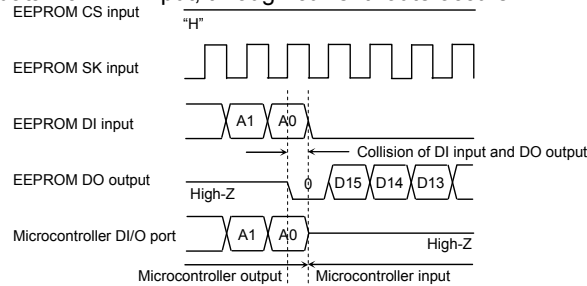 EEPROM CS input
“H”
EEPROM SK input
EEPROM DI input
A1 A0
Collision of DI input and DO output
EEPROM DO output
High-Z
0 D15 D14 D13
Microcontroller DI/O port
A1 A0
High-Z
Microcontroller output Microcontroller input